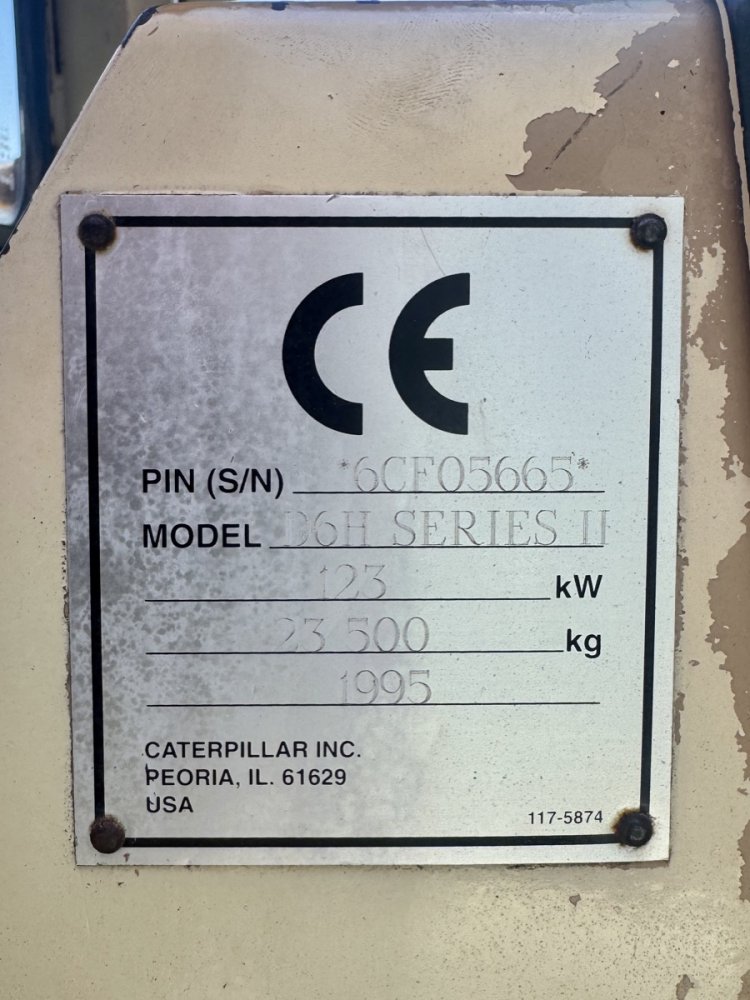 CE
PIN (S/N) *6CF05665*
MODEL D6H SERIES II
123 kW
23 500 kg
1995
CATERPILLAR INC.
PEORIA, IL. 61629
USA
117-5874